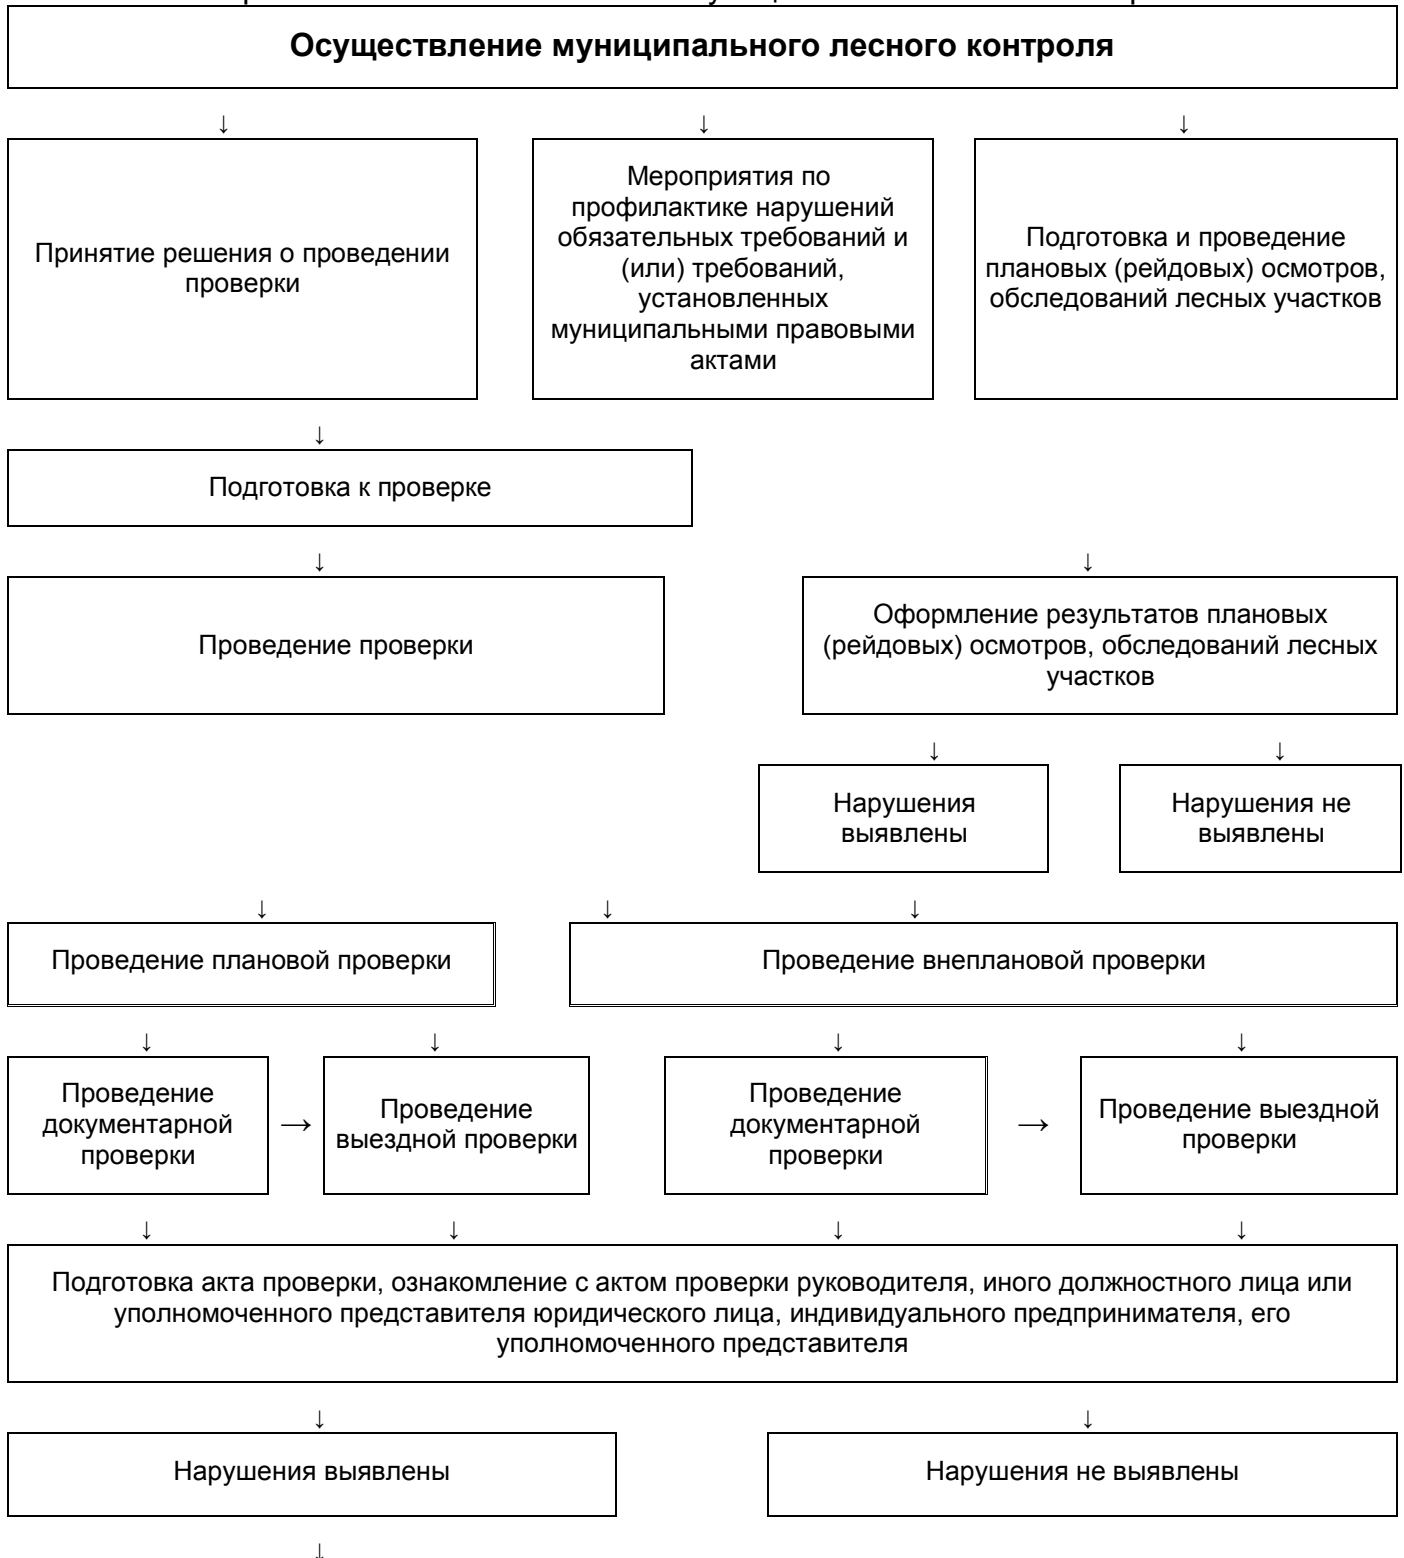 Осуществление муниципального лесного контроля
↓ ↓ ↓
Принятие решения о проведении
проверки
Мероприятия по
профилактике нарушений
обязательных требований и
(или) требований,
установленных
муниципальными правовыми
актами
Подготовка и проведение
плановых (рейдовых) осмотров,
обследований лесных участков
↓
Подготовка к проверке
↓ ↓
Проведение проверки
Оформление результатов плановых
(рейдовых) осмотров, обследований лесных
участков
↓ ↓
Нарушения
выявлены
Нарушения не
выявлены
↓ ↓ ↓
Проведение плановой проверки
Проведение внеплановой проверки
↓ ↓ ↓ ↓
Проведение
документарной
проверки
→
Проведение
выездной проверки
Проведение
документарной
проверки
→
Проведение выездной
проверки
↓ ↓ ↓ ↓
Подготовка акта проверки, ознакомление с актом проверки руководителя, иного должностного лица или
уполномоченного представителя юридического лица, индивидуального предпринимателя, его
уполномоченного представителя
↓ ↓
Нарушения выявлены
Нарушения не выявлены
↓